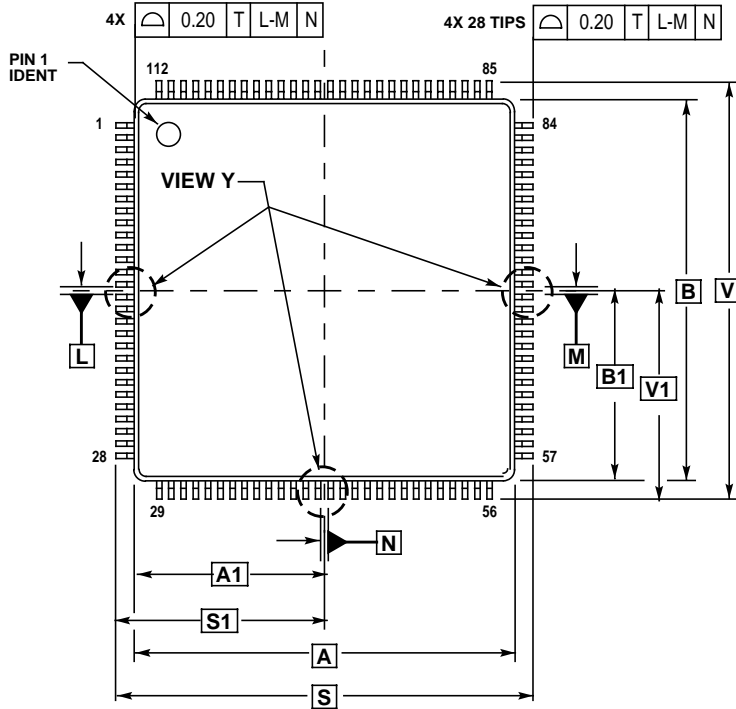 4X 0.20 T L-M N
4X 28 TIPS 0.20 T L-M N
PIN 1
IDENT
112
85
1
84
VIEW Y
B
V
L
M
B1
V1
28
57
29
56
N
A1
S1
A
S